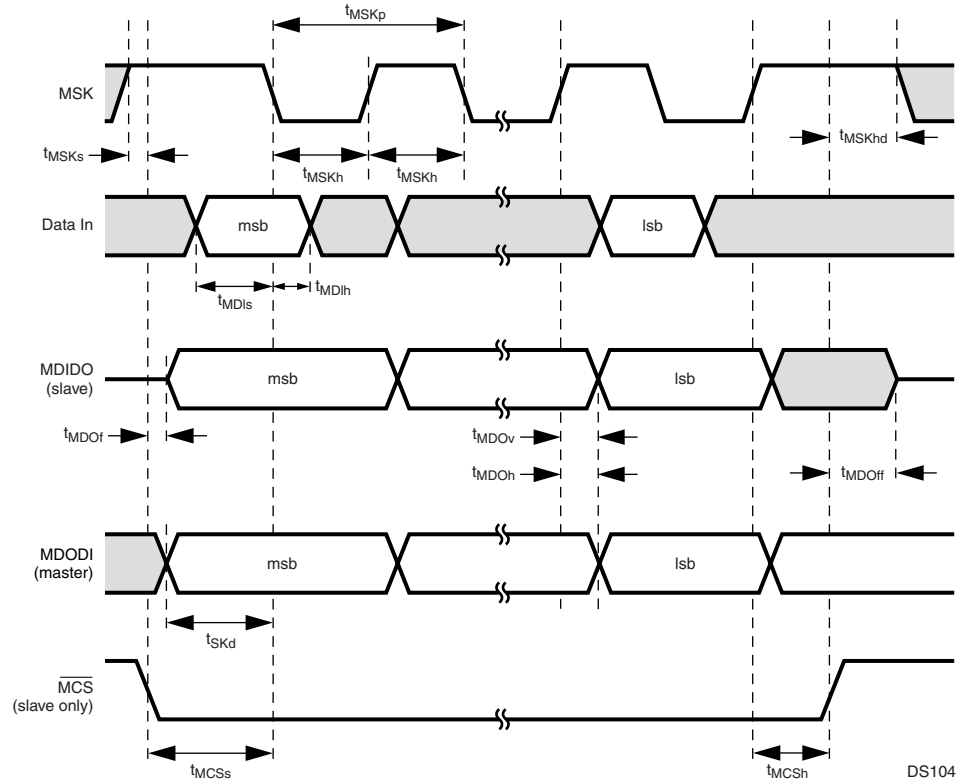 tMSKp
MSK
tMSKs
tMSKhd
tMSKh
tMSKh
Data In
msb
lsb
tMDIs
tMDIh
MDIDO
(slave)
msb
lsb
tMDOf
tMDOv
tMDOh
tMDOff
MDODI
(master)
msb
lsb
tSKd
MCS
(slave only)
tMCSs
tMCSh
DS104